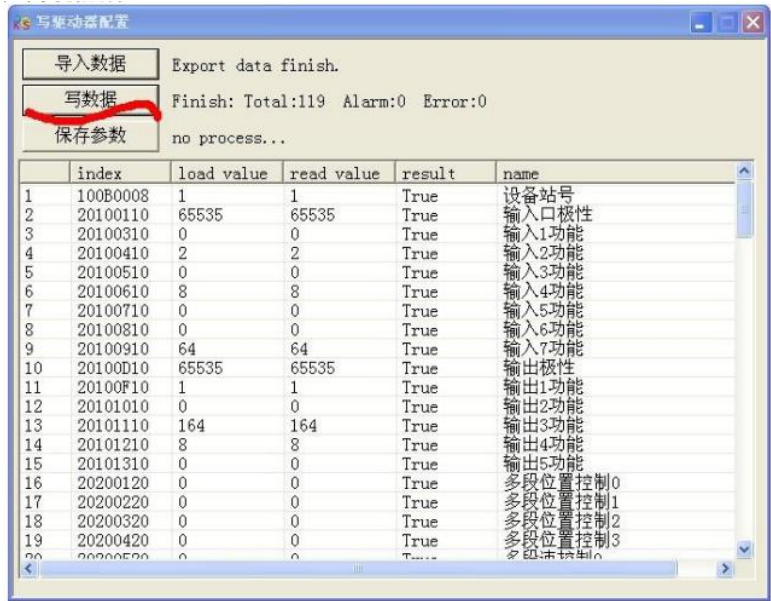 写驱动器配置
导入数据 Export data finish.
写数据 Finish: Total:119 Alarm:0 Error:0
保存参数 no process...
index load value read value result name
1 100B0008 1 1 True 设备站号
2 20100110 65535 65535 True 输入口极性
3 20100310 0 0 True 输入1功能
4 20100410 2 2 True 输入2功能
5 20100510 0 0 True 输入3功能
6 20100610 8 8 True 输入4功能
7 20100710 0 0 True 输入5功能
8 20100810 0 0 True 输入6功能
9 20100910 64 64 True 输入7功能
10 20100D10 65535 65535 True 输出极性
11 20100F10 1 1 True 输出1功能
12 20101010 0 0 True 输出2功能
13 20101110 164 164 True 输出3功能
14 20101210 8 8 True 输出4功能
15 20101310 0 0 True 输出5功能
16 20200120 0 0 True 多段位置控制0
17 20200220 0 0 True 多段位置控制1
18 20200320 0 0 True 多段位置控制2
19 20200420 0 0 True 多段位置控制3
20 20200520 0 0 True 多段速控制0